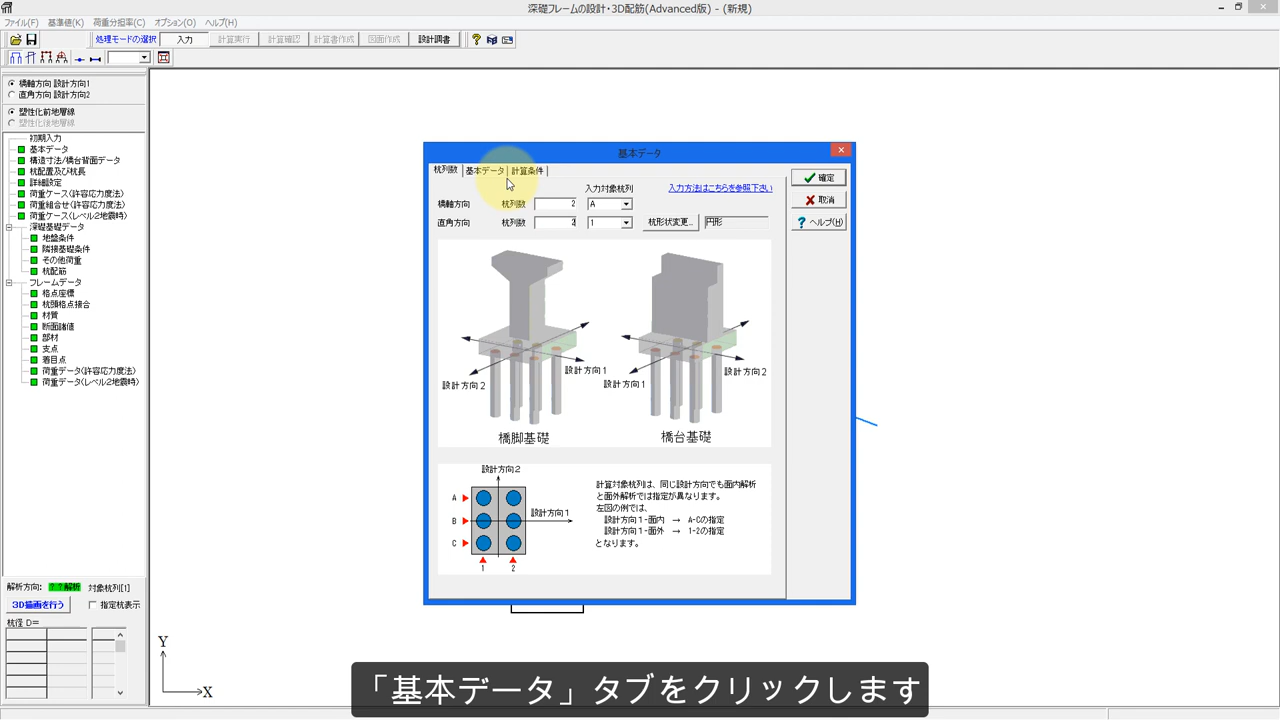 深礎フレームの設計・3D配筋(Advanced版) - (新規)
ファイル(F) 基準値(K) 荷重分担率(C) オプション(O) ヘルプ(H)
処理モードの選択 入力 計算実行 計算確認 計算書作成 図面作成 設計調書
橋軸方向 設計方向1
直角方向 設計方向2
塑性化前地層線
塑性化後地層線
初期入力
基本データ
構造寸法/橋台背面データ
杭配置及び杭長
詳細設定
荷重ケース(許容応力度法)
荷重組合せ(許容応力度法)
荷重ケース(レベル2地震時)
深礎基礎データ
地盤条件
隣接基礎条件
その他荷重
杭配筋
フレームデータ
格点座標
杭頭格点接合
材質
断面諸値
部材
支点
着目点
荷重データ(許容応力度法)
荷重データ(レベル2地震時)
解析方向: ??解析 対象杭列[1]
3D描画を行う 指定杭表示
杭径 D=
基本データ
杭列数 基本データ 計算条件
入力対象杭列 入力方法はこちらを参照下さい
橋軸方向 杭列数 2 A
直角方向 杭列数 2 1 杭形状変更... 円形
確定
取消
ヘルプ(H)
設計方向2 設計方向1 設計方向1 設計方向2
橋脚基礎 橋台基礎
設計方向2
A
B
C
設計方向1
1 2
計算対象杭列は、同じ設計方向でも面内解析
と面外解析では指定が異なります。
左図の例では、
設計方向1-面内 → A-Cの指定
設計方向1-面外 → 1-2の指定
となります。
Y
X
「基本データ」タブをクリックします